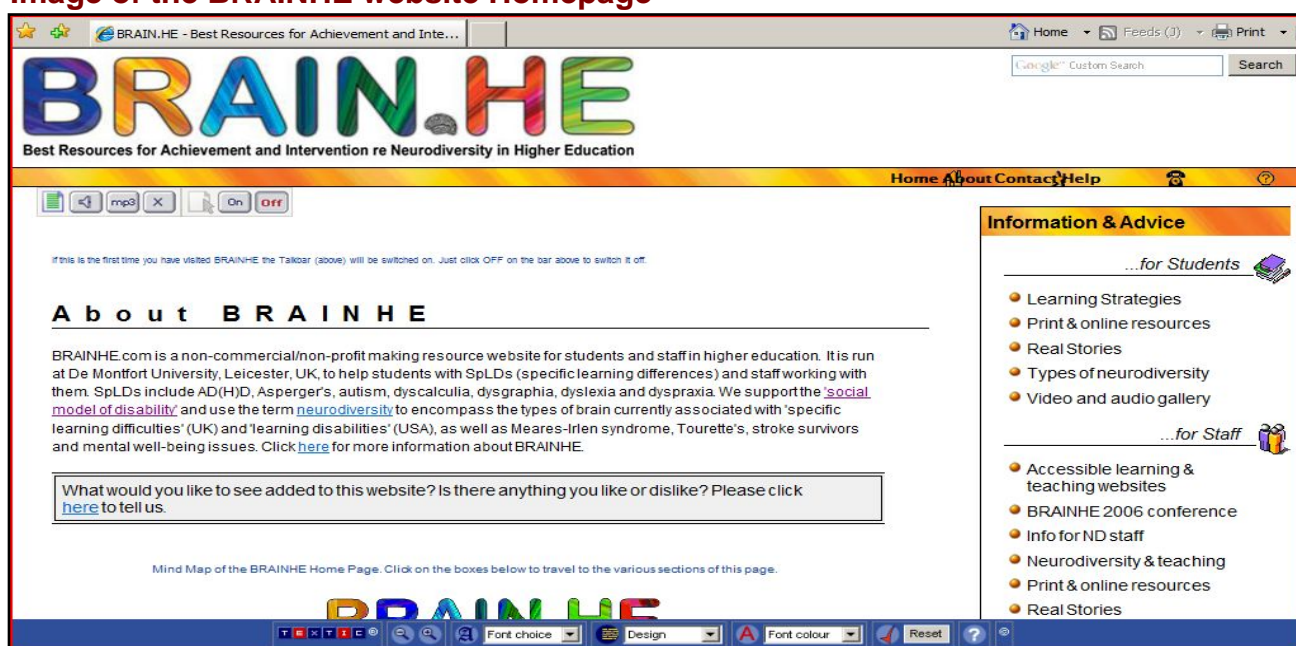 Image of the BRAINHE website Homepage
BRAIN.HE - Best Resources for Achievement and Inte...
Home Feeds (J) Print
BRAIN.HE
Google™ Custom Search Search
Best Resources for Achievement and Intervention re Neurodiversity in Higher Education
Home About Contact Help
mp3 X On Off
If this is the first time you have visited BRAINHE the Talkbar (above) will be switched on. Just click OFF on the bar above to switch it off.
About BRAINHE
BRAINHE.com is a non-commercial/non-profit making resource website for students and staff in higher education. It is run
at De Montfort University, Leicester, UK, to help students with SpLDs (specific learning differences) and staff working with
them. SpLDs include AD(H)D, Asperger's, autism, dyscalculia, dysgraphia, dyslexia and dyspraxia. We support the 'social
model of disability' and use the term neurodiversity to encompass the types of brain currently associated with 'specific
learning difficulties' (UK) and 'learning disabilities' (USA), as well as Meares-Irlen syndrome, Tourette's, stroke survivors
and mental well-being issues. Click here for more information about BRAINHE.
What would you like to see added to this website? Is there anything you like or dislike? Please click
here to tell us.
Mind Map of the BRAINHE Home Page. Click on the boxes below to travel to the various sections of this page.
BRAIN.HE
Information & Advice
...for Students
Learning Strategies
Print & online resources
Real Stories
Types of neurodiversity
Video and audio gallery
...for Staff
Accessible learning &
teaching websites
BRAINHE 2006 conference
Info for ND staff
Neurodiversity & teaching
Print & online resources
Real Stories
TEXTIC® Font choice Design Font colour Reset ? ©